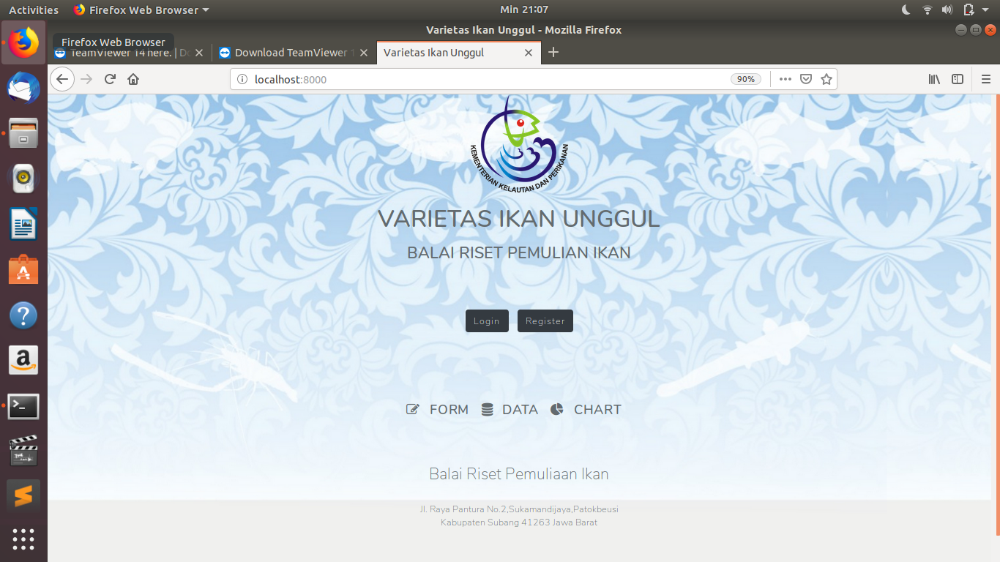 Activities Firefox Web Browser Min 21:07
Varietas Ikan Unggul - Mozilla Firefox
Firefox Web Browser
TeamViewer 14 here. | Do Download TeamViewer 1 Varietas Ikan Unggul
localhost:8000 90%
KEMENTERIAN KELAUTAN DAN PERIKANAN
VARIETAS IKAN UNGGUL
BALAI RISET PEMULIAN IKAN
Login Register
FORM DATA CHART
Balai Riset Pemuliaan Ikan
Jl. Raya Pantura No.2,Sukamandijaya,Patokbeusi
Kabupaten Subang 41263 Jawa Barat